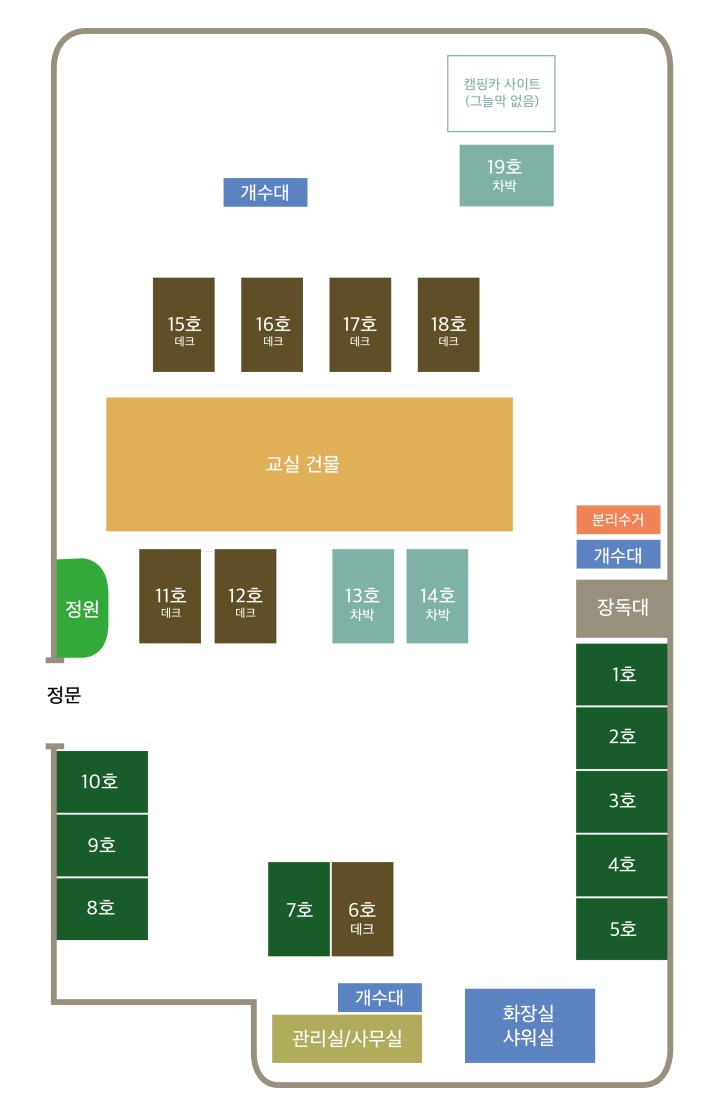 캠핑카 사이트
(그늘막 없음)
19호
차박
개수대
15호
데크
16호
데크
17호
데크
18호
데크
교실 건물
분리수거
개수대
11호
데크
12호
데크
13호
차박
14호
차박
정원
장독대
정문
1호
2호
3호
4호
5호
10호
9호
8호
7호
6호
데크
개수대
관리실/사무실
화장실
샤워실